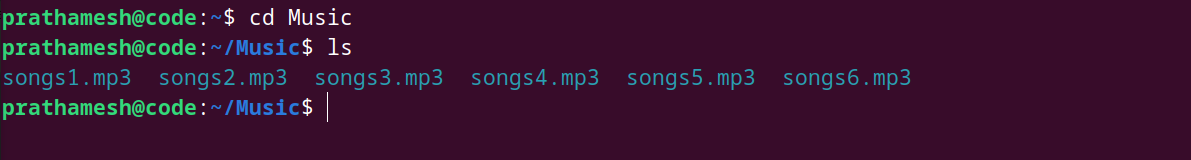 prathamesh@code:~$ cd Music
prathamesh@code:~/Music$ ls
songs1.mp3  songs2.mp3  songs3.mp3  songs4.mp3  songs5.mp3  songs6.mp3
prathamesh@code:~/Music$